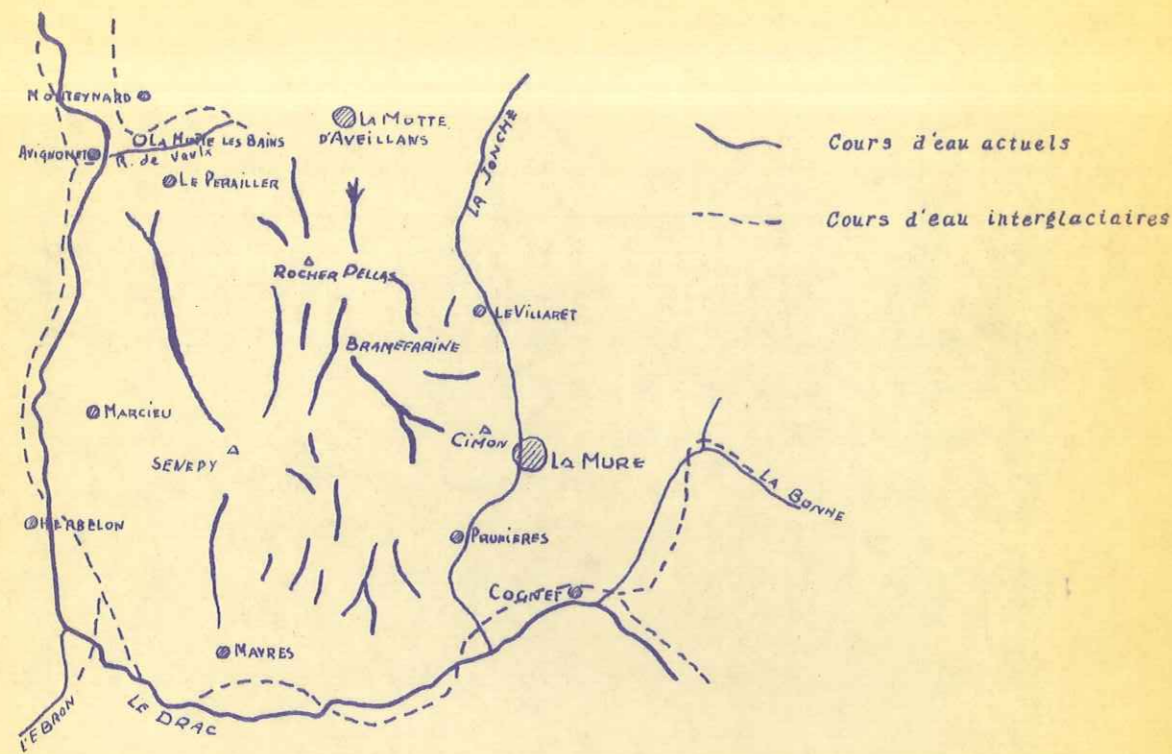 MONTEYNARD
LA MOTTE
D'AVEILLANS
LA MOTTE LES BAINS
AVIGNONET
R. de Vaulx
LE PERAILLER
LA JONCHE
Cours d'eau actuels
Cours d'eau interglaciaires
ROCHER PELLAS
LE VILLARET
BRAMEFARINE
MARCIEU
CIMON
LA MURE
SENEPY
LA BONNE
HERBELON
PRUNIERES
COGNET
MAYRES
L'EBRON
LE DRAC